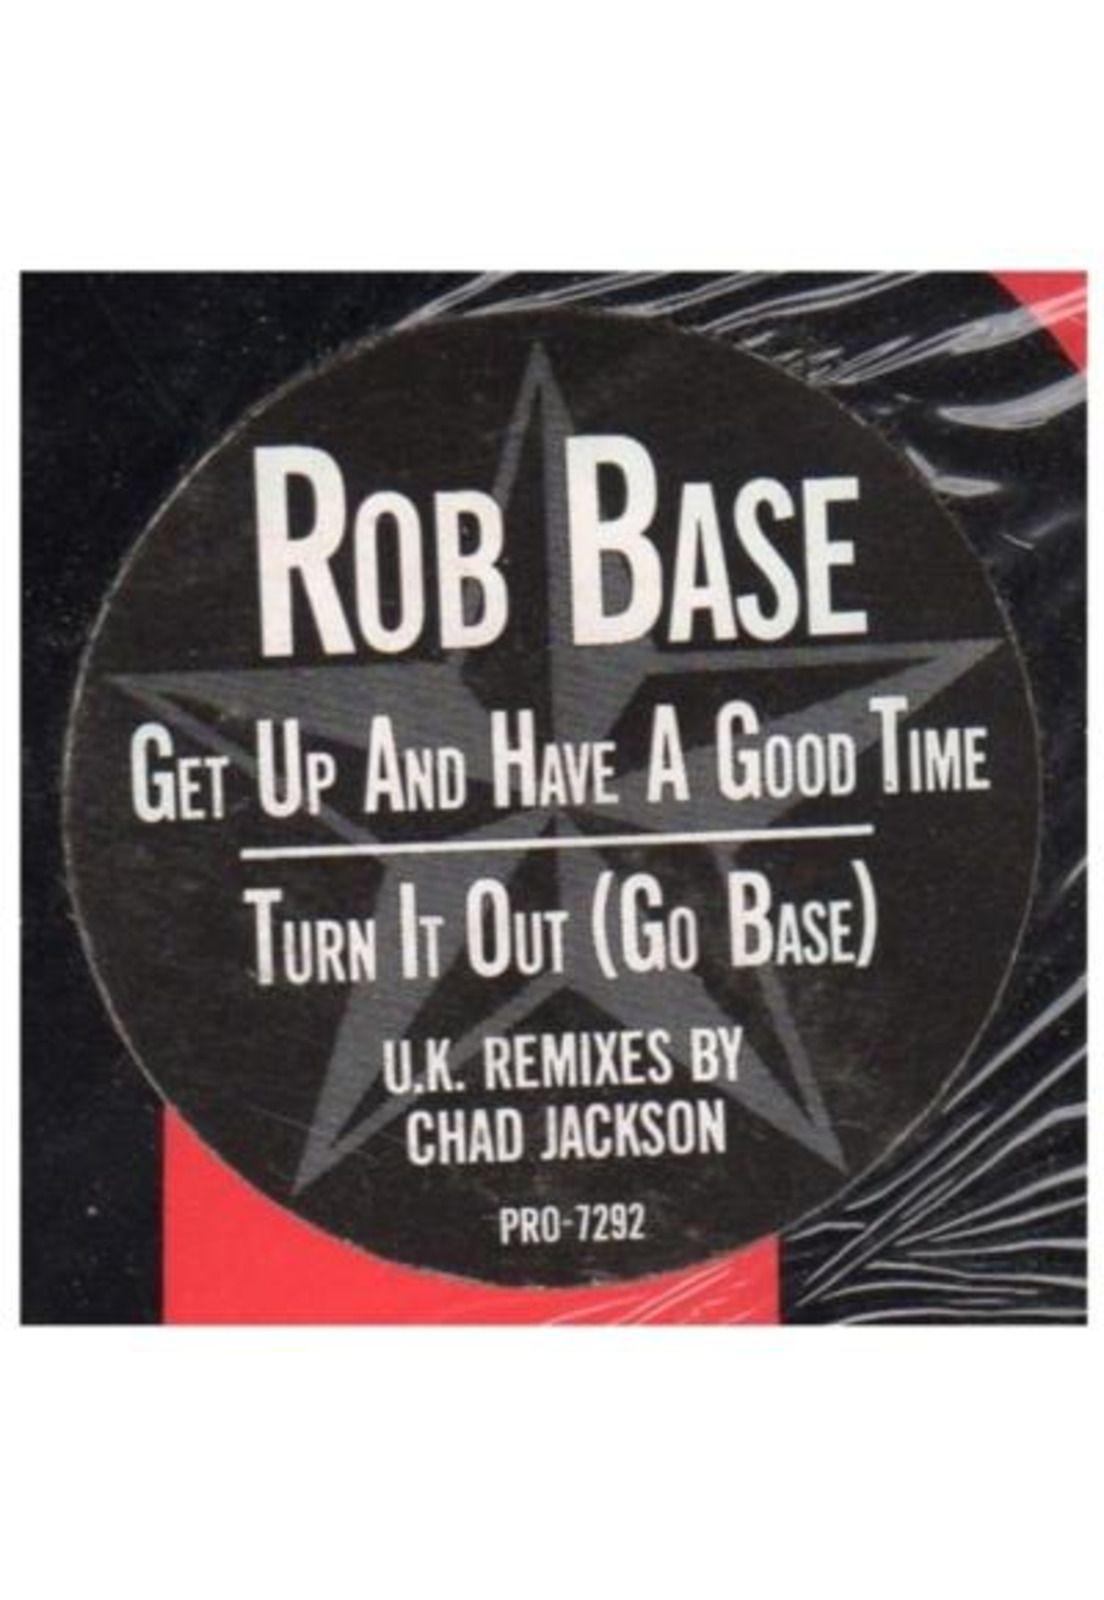 ROB BASE
GET UP AND HAVE A GOOD TIME
TURN IT OUT (GO BASE)
U.K. REMIXES BY
CHAD JACKSON
PRO-7292